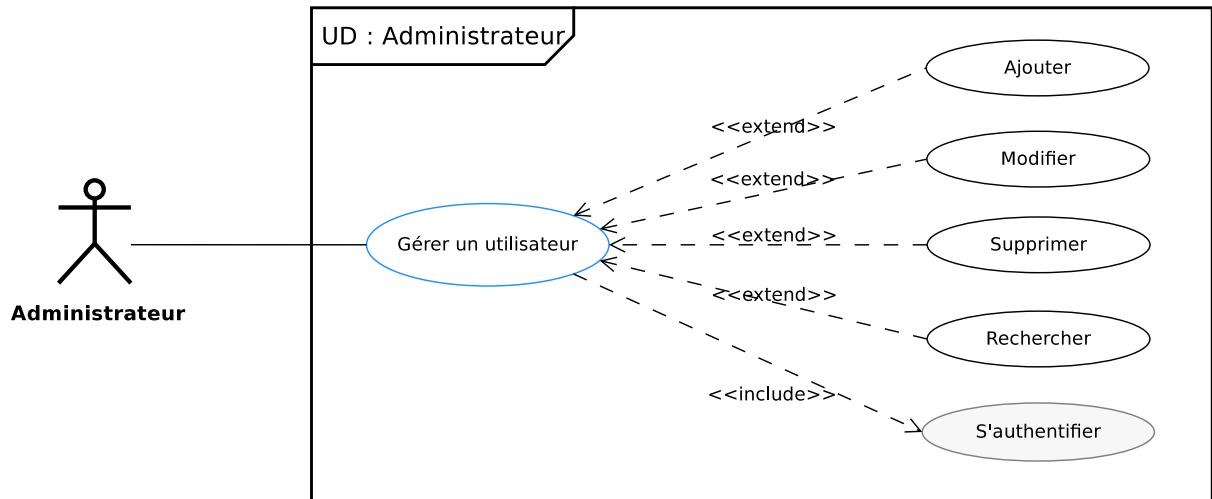 UD : Administrateur
Ajouter
<<extend>>
Modifier
<<extend>>
<<extend>>
Gérer un utilisateur
Supprimer
<<extend>>
Administrateur
Rechercher
<<include>>
S'authentifier